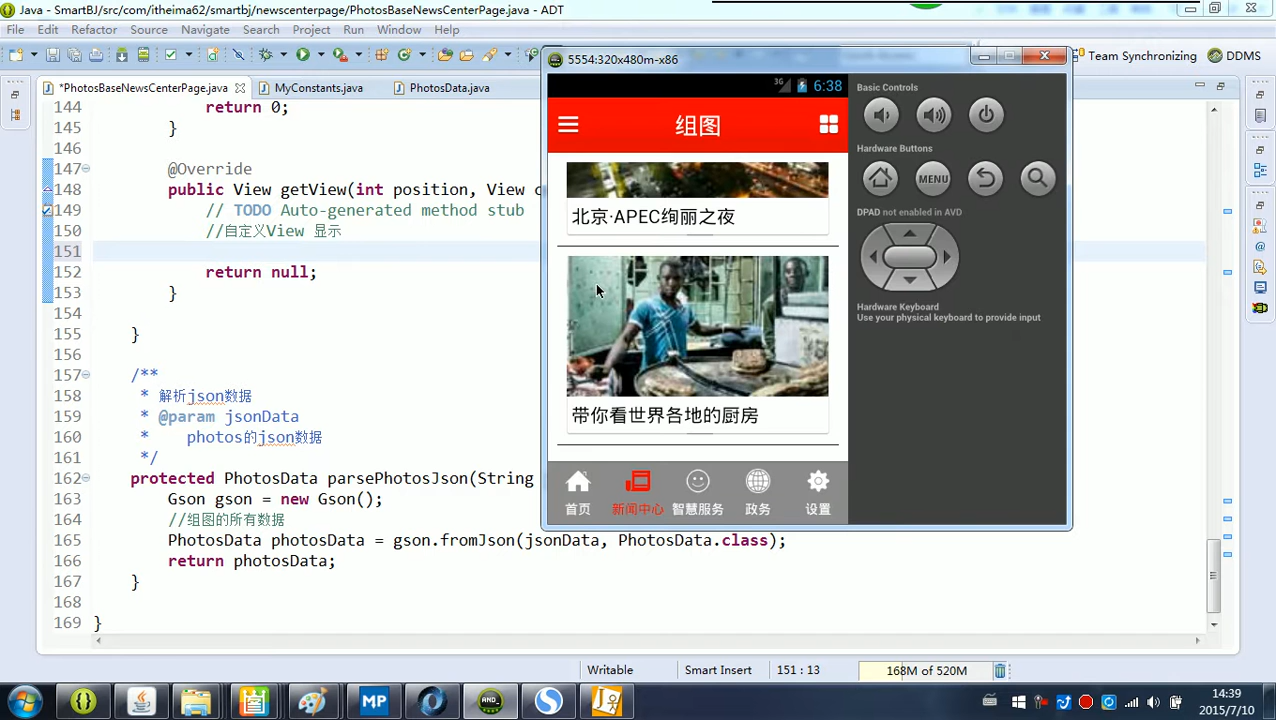 Java - SmartBJ/src/com/itheima62/smartbj/newscenterpage/PhotosBaseNewsCenterPage.java - ADT
File Edit Refactor Source Navigate Search Project Run Window Help
Team Synchronizing DDMS
CenterPage.java MyConstant.java PhotosData.java
144 return 0;
145 }
146
147 @Override
148 public View getView(int position, View
149 // TODO Auto-generated method stub
150 //自定义View 显示
151
152 return null;
153 }
154
155 }
156
157 /**
158 * 解析json数据
159 * @param jsonData
160 * photos的json数据
161 */
162 protected PhotosData parsePhotosJson(String
163 Gson gson = new Gson();
164 //组图的所有数据
165 PhotosData photosData = gson.fromJson(jsonData, PhotosData.class);
166 return photosData;
167 }
168
169 }
5554:320x480m-x86
3G 6:38
组图
北京·APEC绚丽之夜
带你看世界各地的厨房
首页 新闻中心 智慧服务 政务 设置
Basic Controls
Hardware Buttons
MENU
DPAD not enabled in AVD
Hardware Keyboard
Use your physical keyboard to provide input
Writable Smart Insert 151 : 13 168M of 520M
MP
14:39
2015/7/10